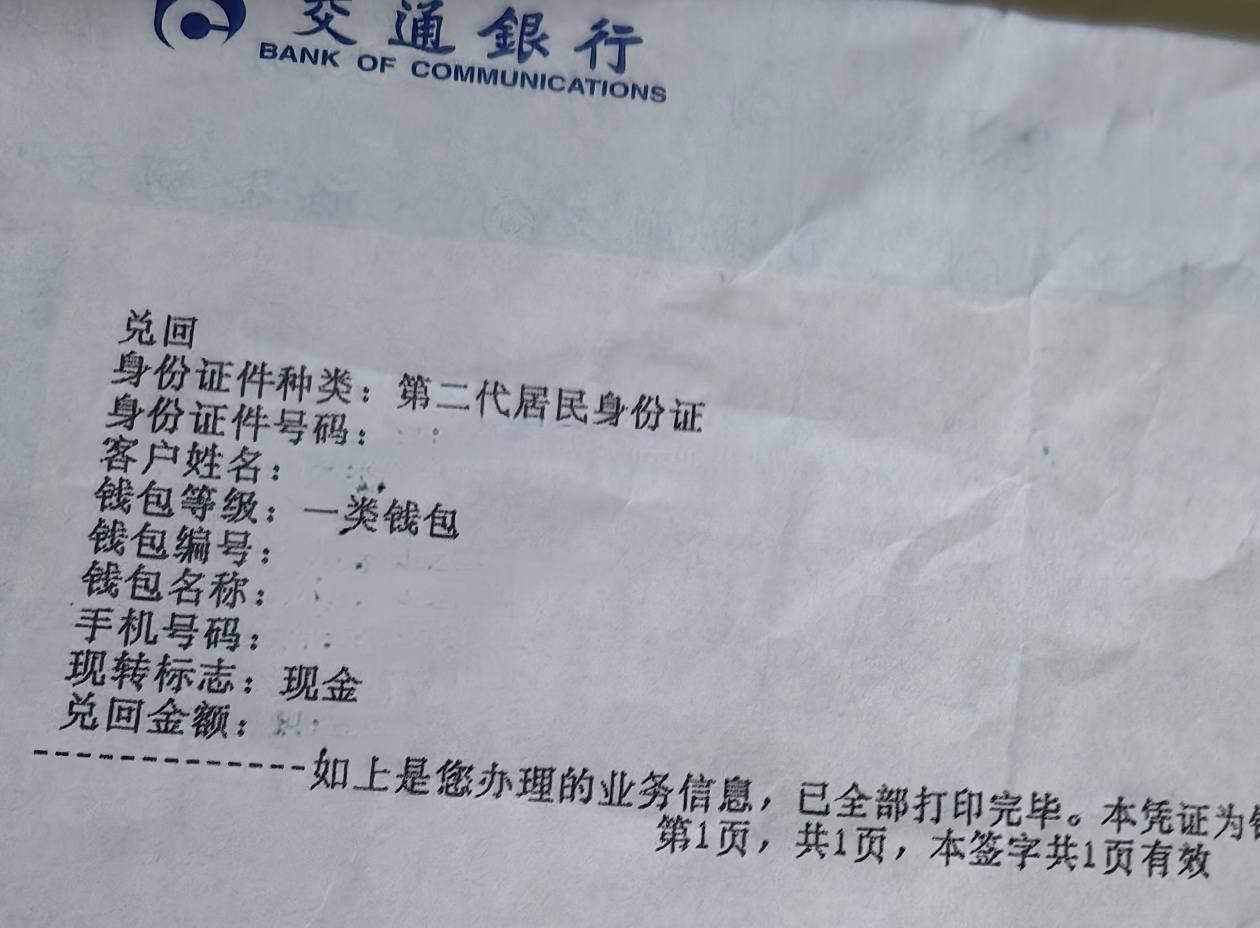 交通銀行
BANK OF COMMUNICATIONS
兑回
身份证件种类：第二代居民身份证
身份证件号码：
客户姓名：
钱包等级：一类钱包
钱包编号：
钱包名称：
手机号码：
现转标志：现金
兑回金额：
-------------如上是您办理的业务信息，已全部打印完毕。本凭证为
第1页，共1页，本签字共1页有效